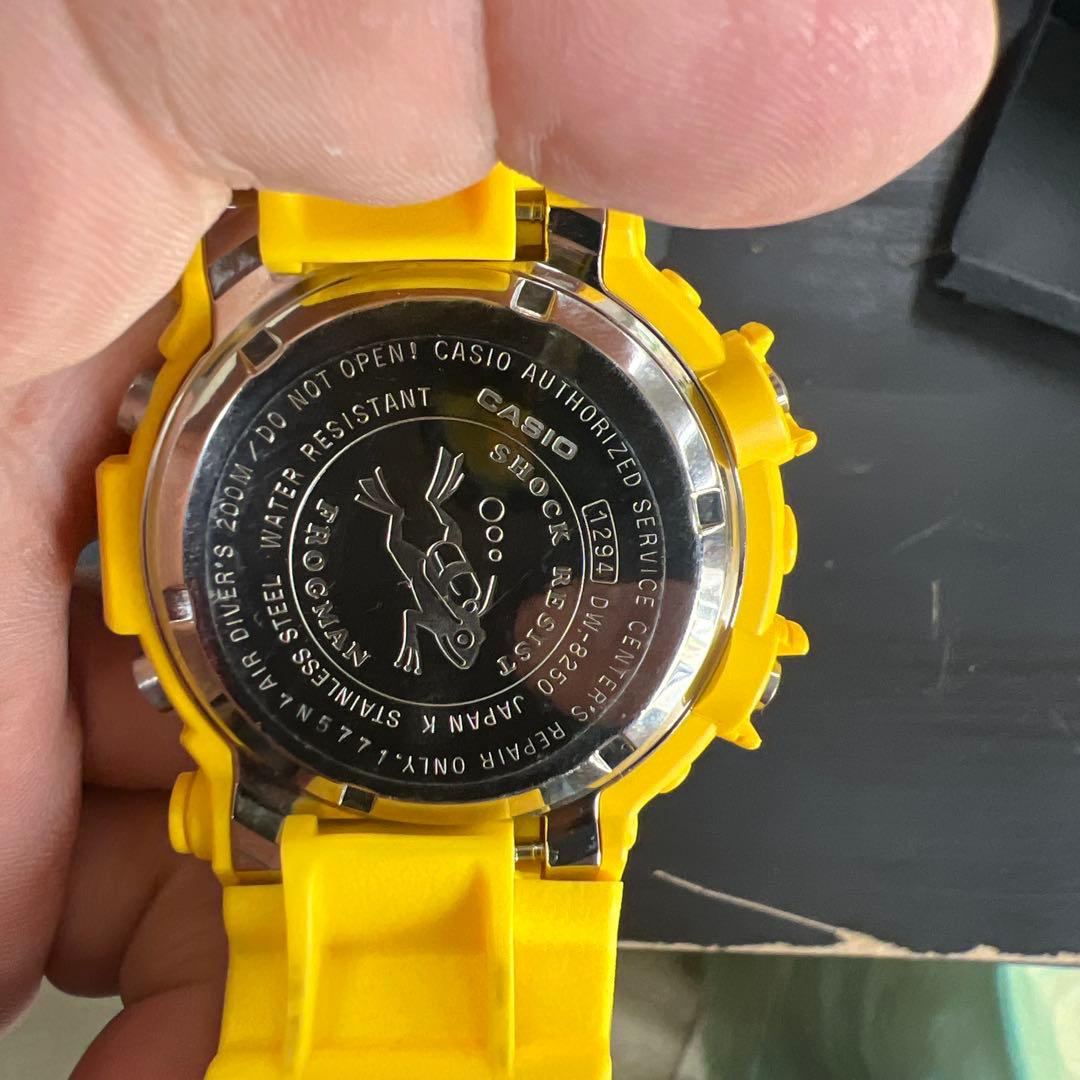 AIR DIVER'S 200M / DO NOT OPEN! CASIO AUTHORIZED SERVICE CENTER'S REPAIR ONLY.
CASIO
1294 DW-8250 JAPAN K STAINLESS STEEL WATER RESISTANT
SHOCK RESIST
FROGMAN